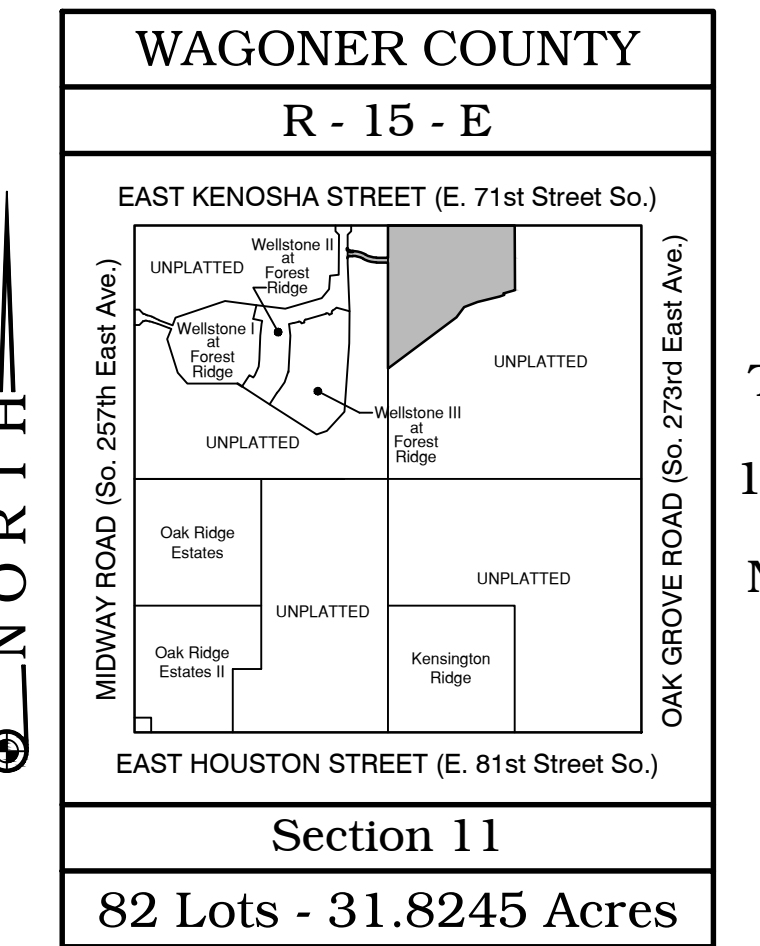 WAGONER COUNTY
R - 15 - E
EAST KENOSHA STREET (E. 71st Street So.)
MIDWAY ROAD (So. 257th East Ave.)
OAK GROVE ROAD (So. 273rd East Ave.)
NORTH
UNPLATTED
Wellstone II
at
Forest
Ridge
Wellstone I
at
Forest
Ridge
UNPLATTED
Wellstone III
at
Forest
Ridge
UNPLATTED
Oak Ridge
Estates
UNPLATTED
UNPLATTED
Oak Ridge
Estates II
Kensington
Ridge
EAST HOUSTON STREET (E. 81st Street So.)
Section 11
82 Lots - 31.8245 Acres